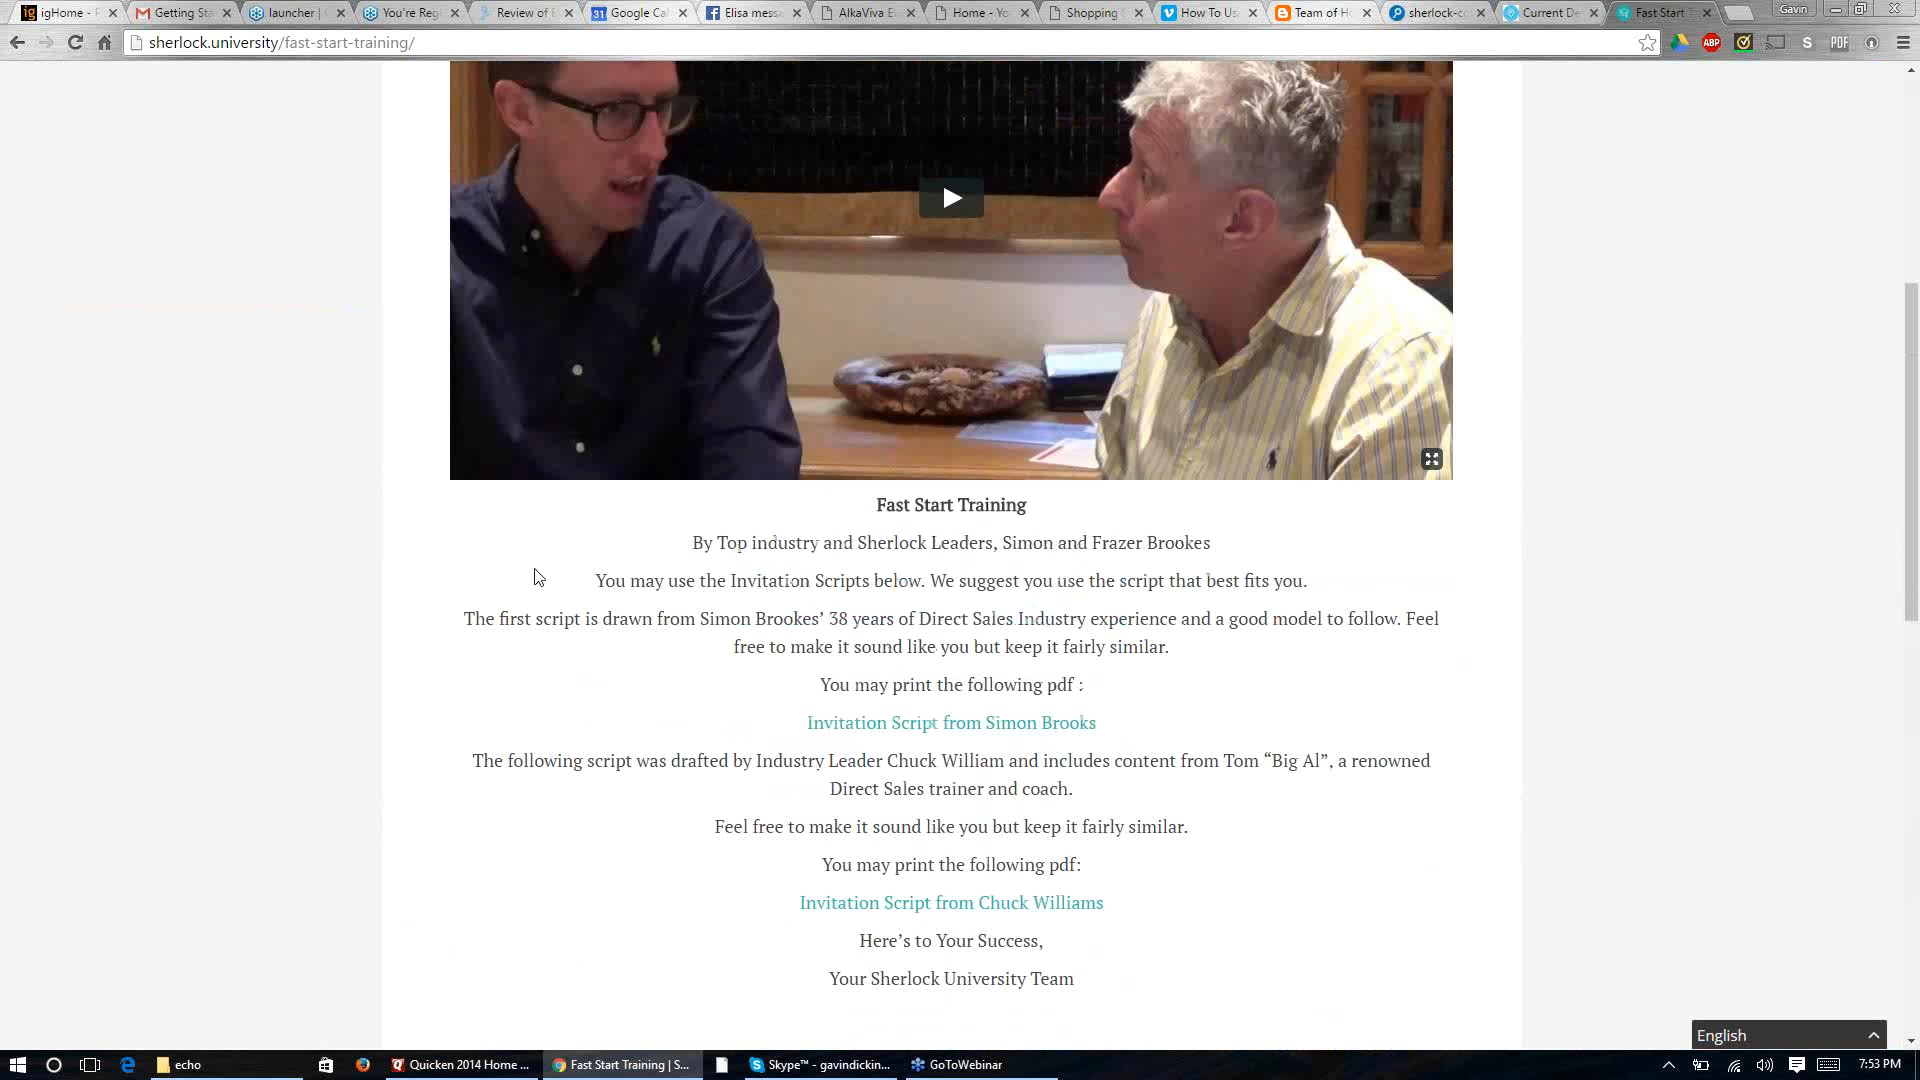 igHome - F
Getting Sta
launcher |
You're Reg
Review of E
Google Cal
Elisa mess
AlkaViva E
Home - Yo
Shopping
How To Us
Team of H
sherlock-co
Current De
Fast Start T
Gavin
sherlock.university/fast-start-training/
ABP
S
PDF
Fast Start Training
By Top industry and Sherlock Leaders, Simon and Frazer Brookes
You may use the Invitation Scripts below. We suggest you use the script that best fits you.
The first script is drawn from Simon Brookes’ 38 years of Direct Sales Industry experience and a good model to follow. Feel
free to make it sound like you but keep it fairly similar.
You may print the following pdf :
Invitation Script from Simon Brooks
The following script was drafted by Industry Leader Chuck William and includes content from Tom “Big Al”, a renowned
Direct Sales trainer and coach.
Feel free to make it sound like you but keep it fairly similar.
You may print the following pdf:
Invitation Script from Chuck Williams
Here’s to Your Success,
Your Sherlock University Team
English
echo
Quicken 2014 Home ...
Fast Start Training | S...
Skype™ - gavindickin...
GoToWebinar
7:53 PM